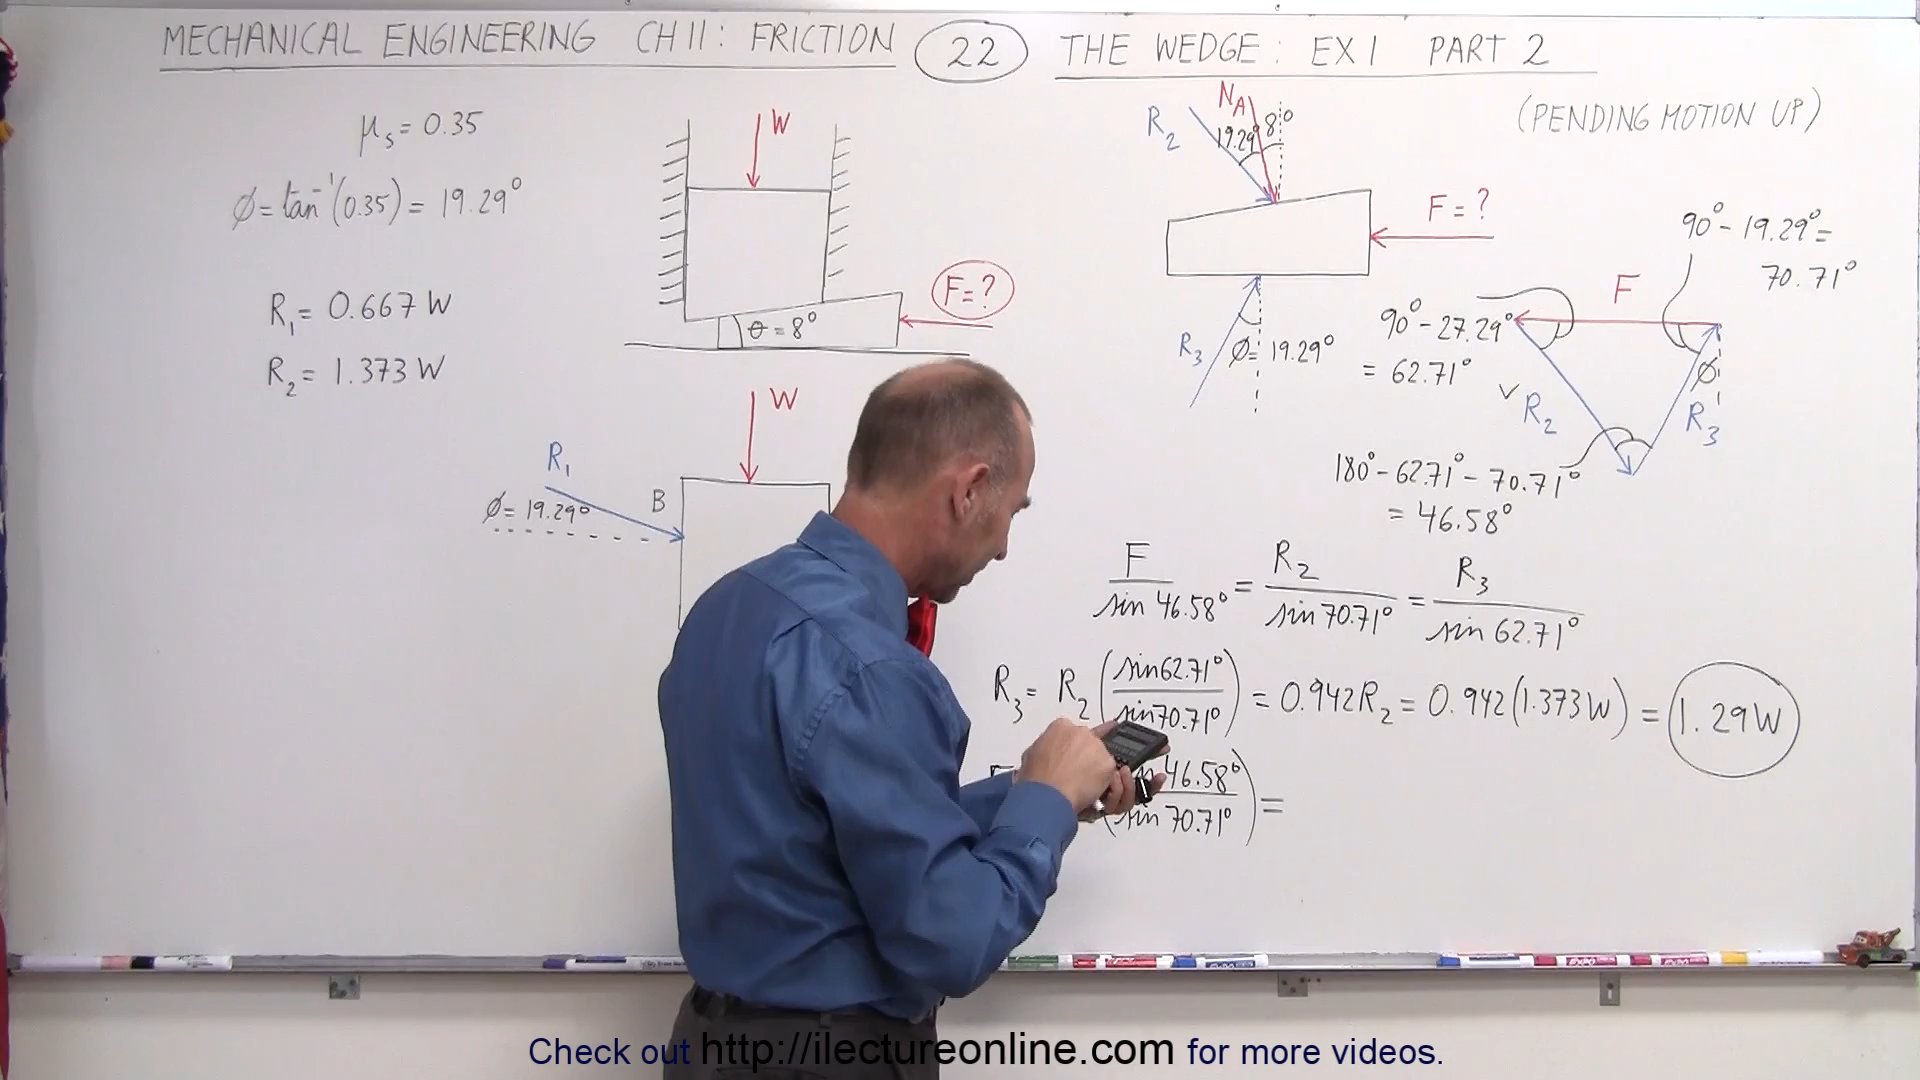 MECHANICAL ENGINEERING CH 11: FRICTION 22 THE WEDGE: EX 1 PART 2
(PENDING MOTION UP)
μs = 0.35
ø = tan⁻¹(0.35) = 19.29°
R1 = 0.667 W
R2 = 1.373 W
W
F = ?
θ = 8°
W
R1
ø = 19.29°
B
R2
NA
19.29°
8°
F = ?
R3
ø = 19.29°
90° - 19.29° =
70.71°
F
90° - 27.29°
= 62.71°
ø
R2
R3
180° - 62.71° - 70.71°
= 46.58°
F / sin 46.58° = R2 / sin 70.71° = R3 / sin 62.71°
R3 = R2 (sin 62.71° / sin 70.71°) = 0.942 R2 = 0.942 (1.373 W) = 1.29 W
46.58° / sin 70.71°) =
Check out http://ilectureonline.com for more videos.